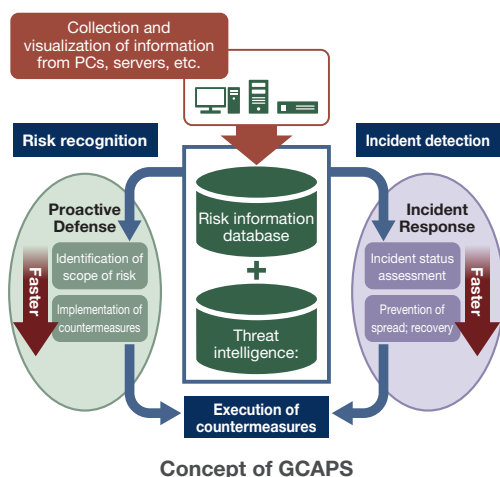 Collection and
visualization of information
from PCs, servers, etc.
Risk recognition
Incident detection
Proactive
Defense
Identification of
scope of risk
Implementation of
countermeasures
Faster
Risk information
database
+
Threat
intelligence:
Incident
Response
Incident status
assessment
Prevention of
spread; recovery
Faster
Execution of
countermeasures
Concept of GCAPS